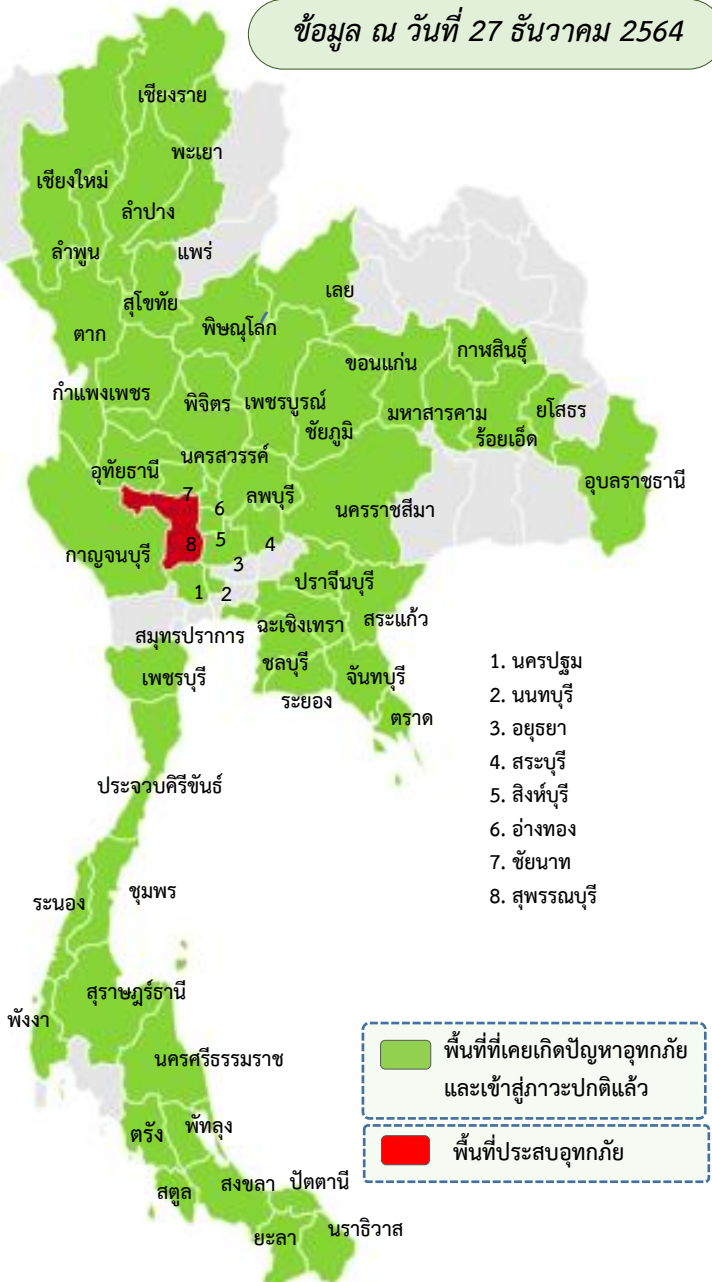 ข้อมูล ณ วันที่ 27 ธันวาคม 2564
เชียงราย
พะเยา
เชียงใหม่
ลำปาง
ลำพูน
แพร่
เลย
สุโขทัย
ตาก
พิษณุโลก
ขอนแก่น
กาฬสินธุ์
กำแพงเพชร
พิจิตร
เพชรบูรณ์
มหาสารคาม
ยโสธร
ชัยภูมิ
ร้อยเอ็ด
นครสวรรค์
อุทัยธานี
อุบลราชธานี
7
6
ลพบุรี
นครราชสีมา
กาญจนบุรี
8
5
4
3
ปราจีนบุรี
1
2
สมุทรปราการ
ฉะเชิงเทรา
สระแก้ว
เพชรบุรี
ชลบุรี
จันทบุรี
ระยอง
ตราด
1. นครปฐม
2. นนทบุรี
3. อยุธยา
4. สระบุรี
5. สิงห์บุรี
6. อ่างทอง
7. ชัยนาท
8. สุพรรณบุรี
ประจวบคิรีขันธ์
ชุมพร
ระนอง
สุราษฎร์ธานี
พังงา
นครศรีธรรมราช
ตรัง
พัทลุง
สตูล
สงขลา
ปัตตานี
ยะลา
นราธิวาส
พื้นที่ที่เคยเกิดปัญหาอุทกภัย
และเข้าสู่ภาวะปกติแล้ว
พื้นที่ประสบอุทกภัย